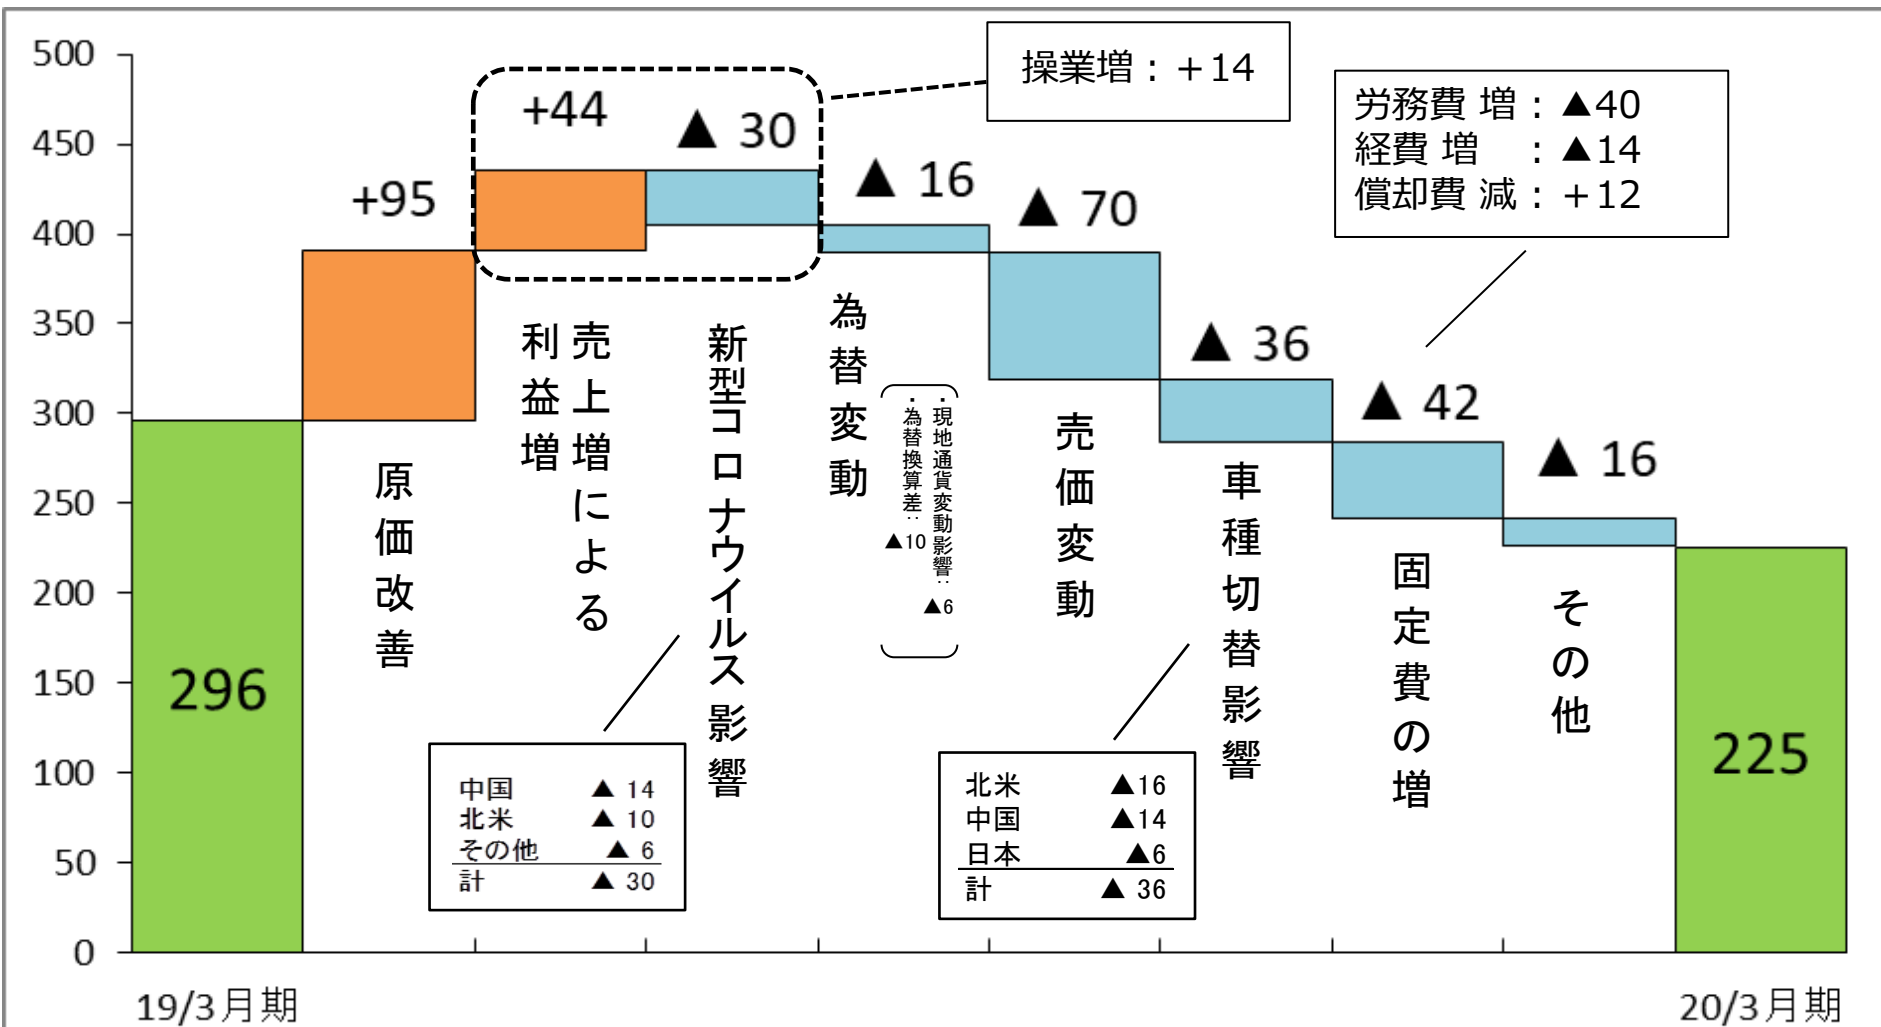 500
450
400
350
300
250
200
150
100
50
0
296
+95
+44
▲ 30
▲ 16
▲ 70
▲ 36
▲ 42
▲ 16
225
操業増：＋14
労務費 増：▲40
経費 増　：▲14
償却費 減：＋12
原価改善
売上増による
利益増
新型コロナウイルス影響
為替変動
・現地通貨変動影響：▲6
・為替換算差：▲10
売価変動
車種切替影響
固定費の増
その他
中国 ▲ 14
北米 ▲ 10
その他 ▲ 6
計 ▲ 30
北米 ▲16
中国 ▲14
日本 ▲6
計 ▲ 36
19/3月期
20/3月期